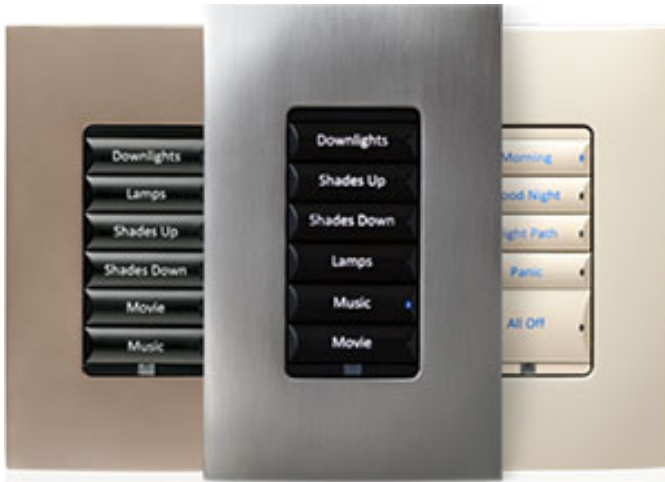 Downlights
Lamps
Shades Up
Shades Down
Movie
Music
Downlights
Shades Up
Shades Down
Lamps
Music
Movie
Morning
ood Night
ight Path
Panic
All Off